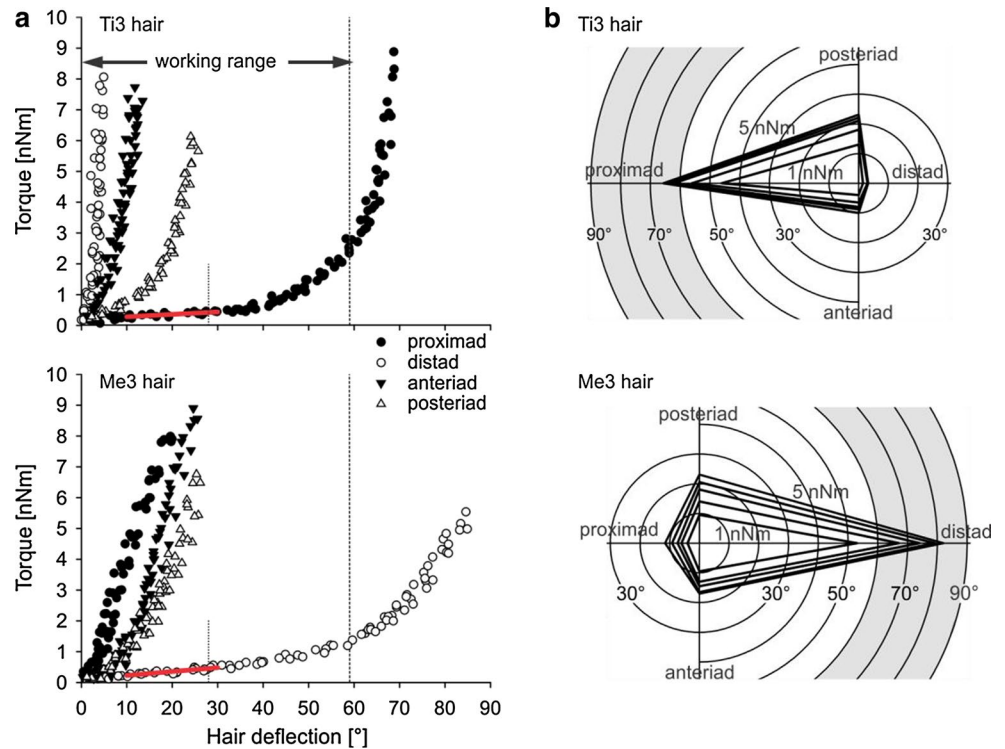 a
Ti3 hair
working range
Torque [nNm]
10
9
8
7
6
5
4
3
2
1
0
proximad
distad
anteriad
posteriad
Me3 hair
Torque [nNm]
10
9
8
7
6
5
4
3
2
1
0
0 10 20 30 40 50 60 70 80 90
Hair deflection [°]
b
Ti3 hair
posteriad
5 nNm
proximad
1 nNm
distad
90° 70° 50° 30° 30°
anteriad
Me3 hair
posteriad
5 nNm
proximad
1 nNm
distad
30° 30° 50° 70° 90°
anteriad